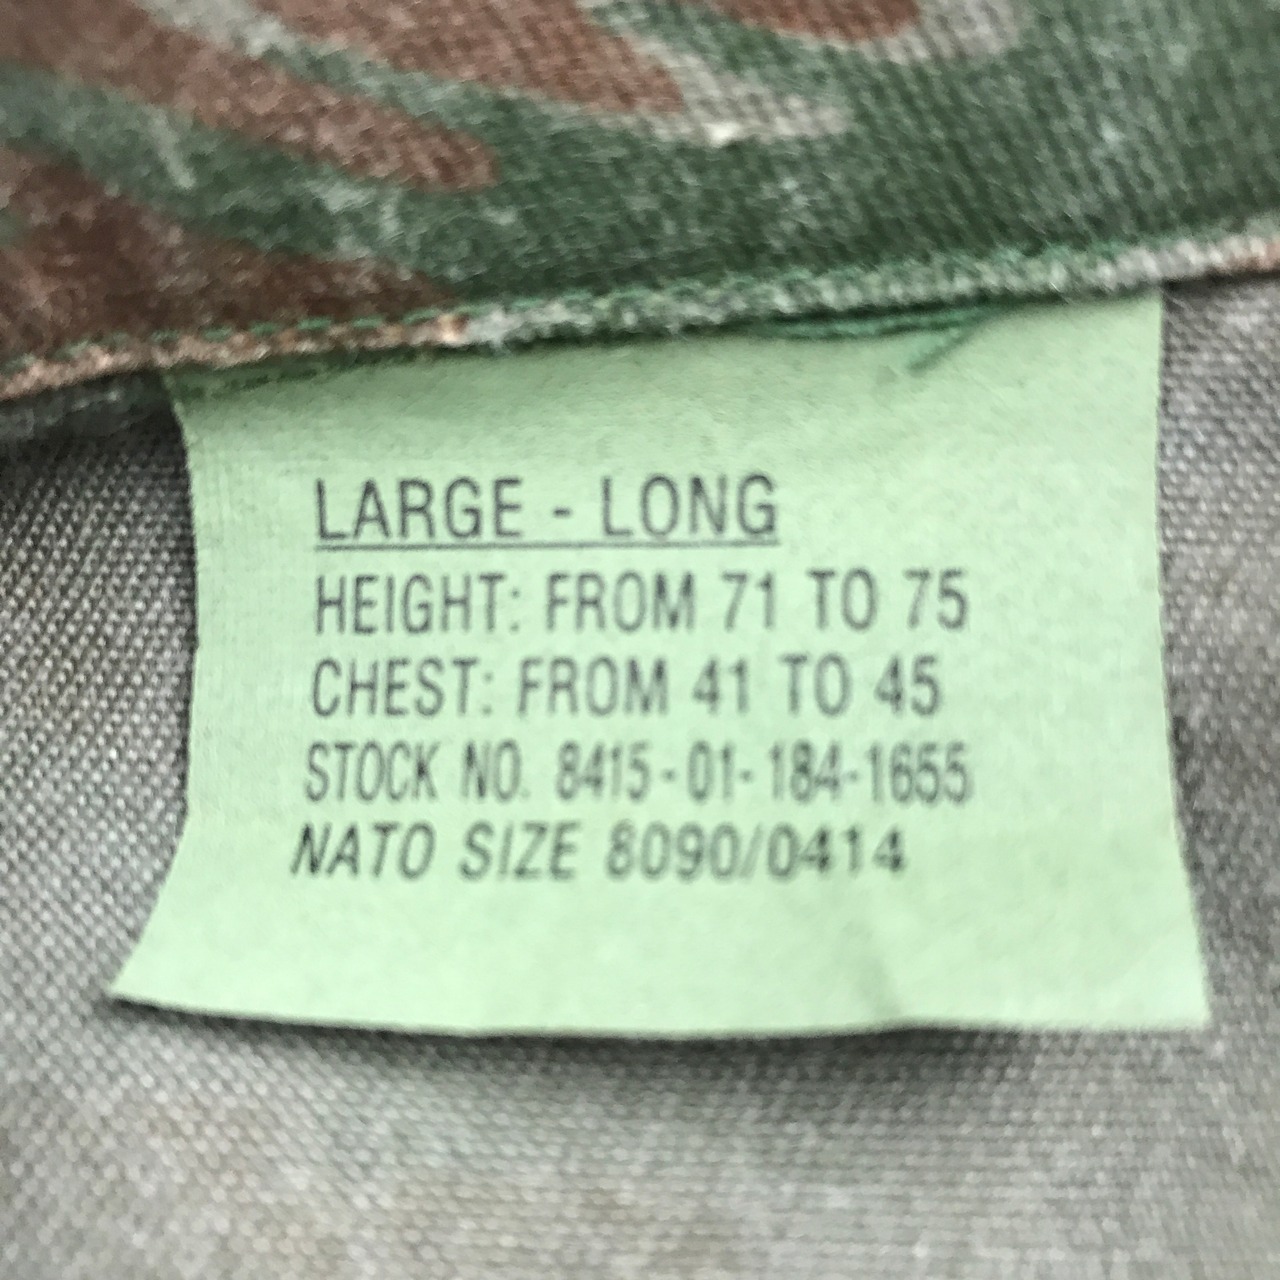 LARGE - LONG
HEIGHT: FROM 71 TO 75
CHEST: FROM 41 TO 45
STOCK NO. 8415-01-184-1655
NATO SIZE 8090/0414